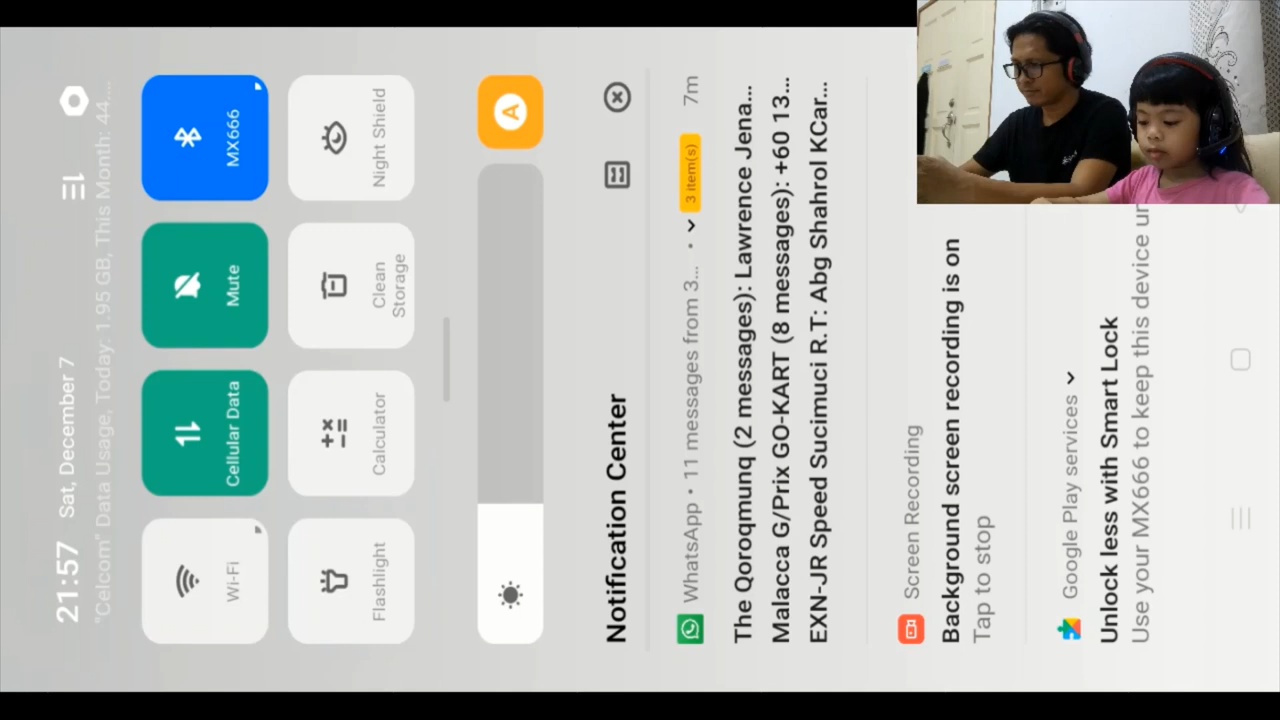 21:57 Sat, December 7
"Celcom" Data Usage, Today: 1.95 GB, This Month: 44....
Wi-Fi
Cellular Data
Mute
MX666
Flashlight
Calculator
Clean
Storage
Night Shield
A
Notification Center
WhatsApp • 11 messages from 3... • 3 item(s) 7m
The Qoroqmunq (2 messages): Lawrence Jena...
Malacca G/Prix GO-KART (8 messages): +60 13...
EXN-JR Speed Sucimuci R.T: Abg Shahrol KCar...
Screen Recording
Background screen recording is on
Tap to stop
Google Play services
Unlock less with Smart Lock
Use your MX666 to keep this device